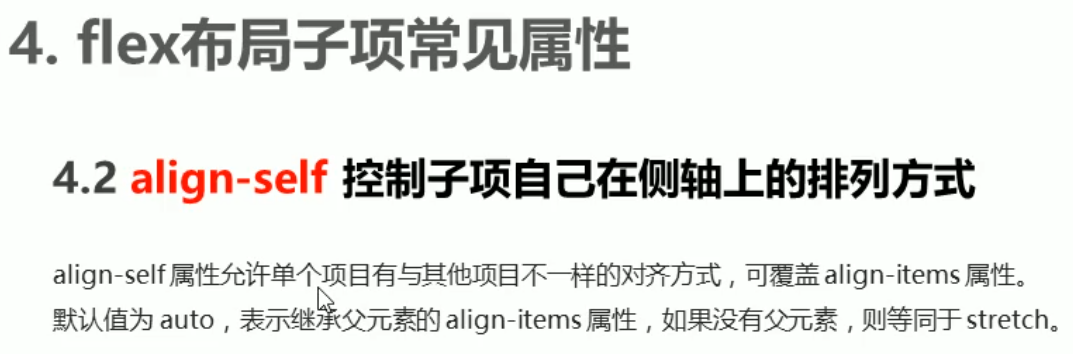 4. flex布局子项常见属性
4.2 align-self 控制子项自己在侧轴上的排列方式
align-self 属性允许单个项目有与其他项目不一样的对齐方式，可覆盖 align-items 属性。
默认值为 auto，表示继承父元素的 align-items 属性，如果没有父元素，则等同于 stretch。